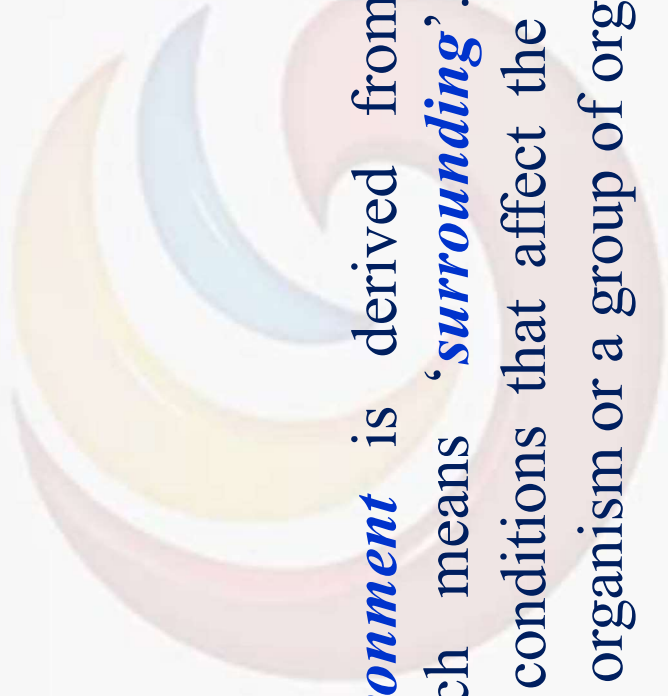 onment is derived from
ch means ‘surrounding’.
conditions that affect the
organism or a group of org